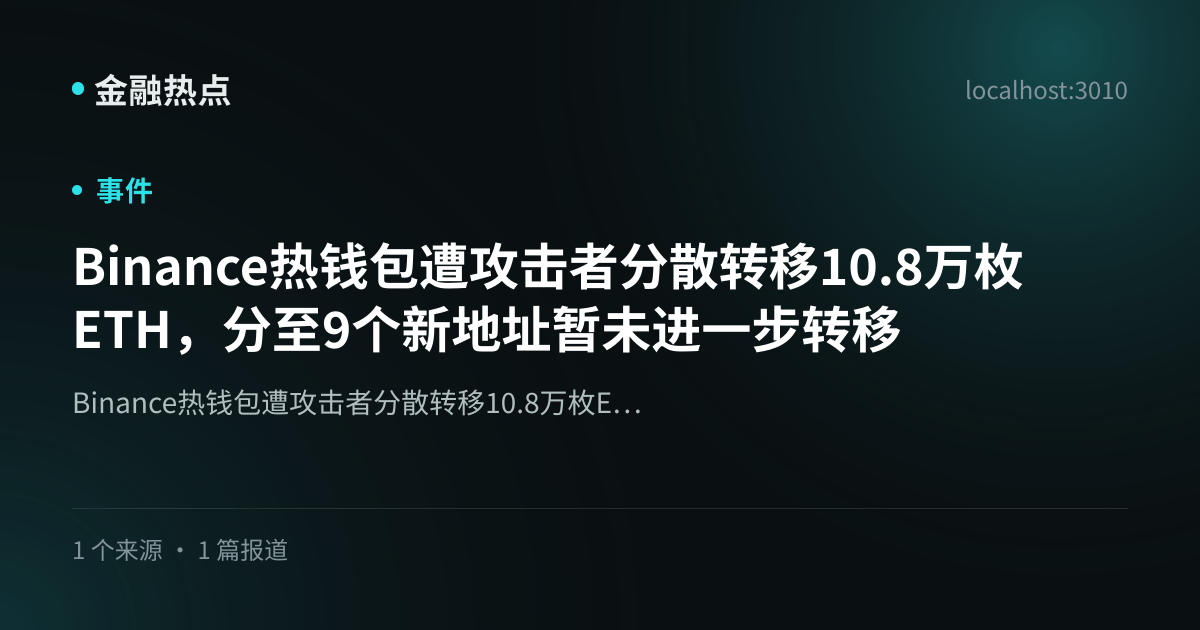 金融热点
localhost:3010
事件
Binance热钱包遭攻击者分散转移10.8万枚
ETH，分至9个新地址暂未进一步转移
Binance热钱包遭攻击者分散转移10.8万枚E…
1 个来源 · 1 篇报道